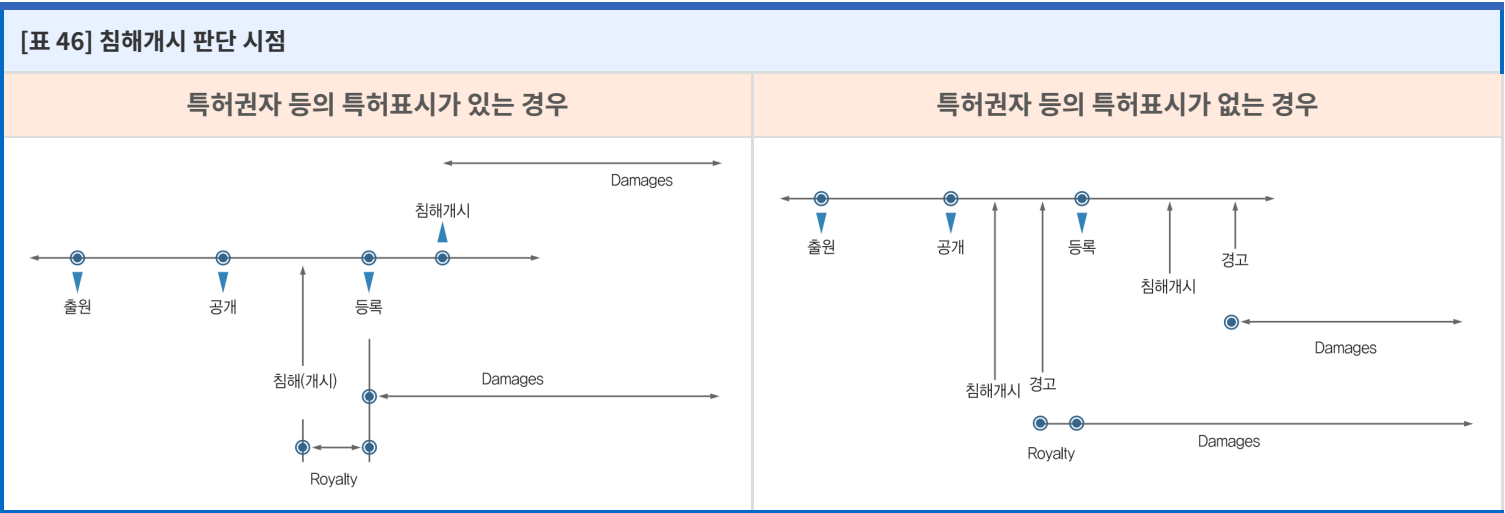 [표 46] 침해개시 판단 시점
특허권자 등의 특허표시가 있는 경우
특허권자 등의 특허표시가 없는 경우
Damages
침해개시
출원
공개
등록
침해(개시)
Damages
Royalty
출원
공개
등록
경고
침해개시
Damages
침해개시
경고
Royalty
Damages